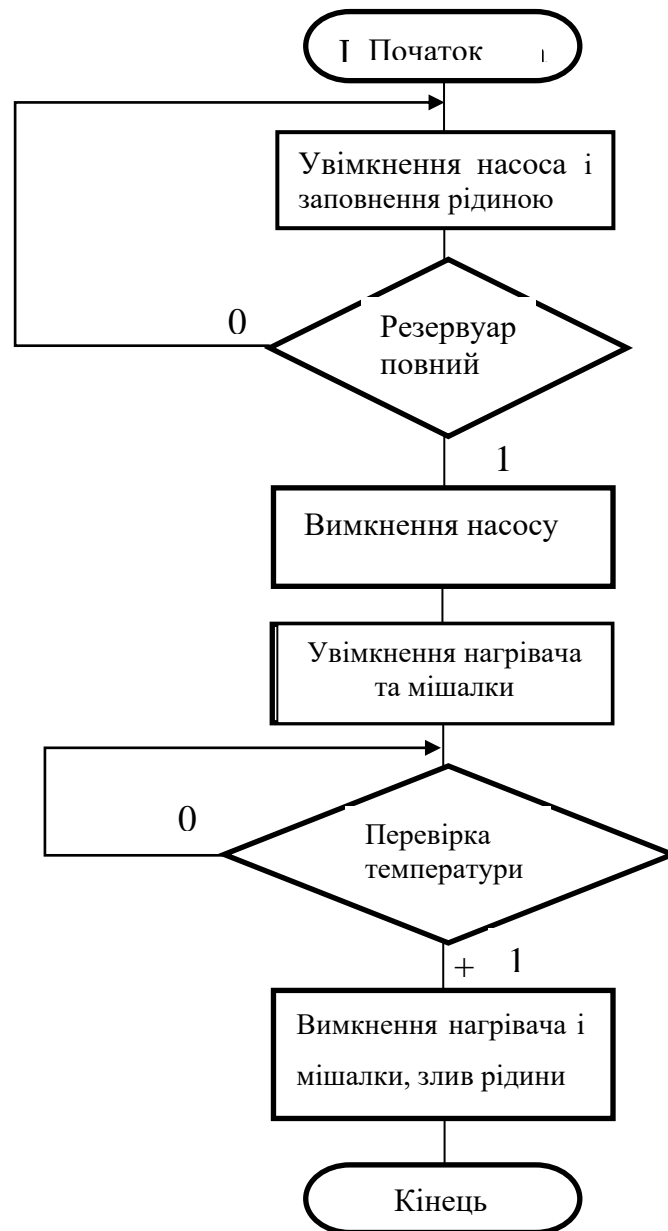 Початок
Увімкнення насоса і
заповнення рідиною
0
Резервуар
повний
1
Вимкнення насосу
Увімкнення нагрівача
та мішалки
0
Перевірка
температури
+ 1
Вимкнення нагрівача і
мішалки, злив рідини
Кінець